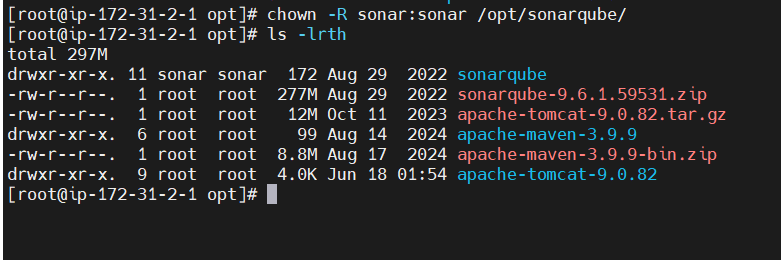 [root@ip-172-31-2-1 opt]# chown -R sonar:sonar /opt/sonarqube/
[root@ip-172-31-2-1 opt]# ls -lrth
total 297M
drwxr-xr-x. 11 sonar sonar  172 Aug 29  2022 sonarqube
-rw-r--r--.  1 root  root  277M Aug 29  2022 sonarqube-9.6.1.59531.zip
-rw-r--r--.  1 root  root   12M Oct 11  2023 apache-tomcat-9.0.82.tar.gz
drwxr-xr-x.  6 root  root    99 Aug 14  2024 apache-maven-3.9.9
-rw-r--r--.  1 root  root  8.8M Aug 17  2024 apache-maven-3.9.9-bin.zip
drwxr-xr-x.  9 root  root  4.0K Jun 18 01:54 apache-tomcat-9.0.82
[root@ip-172-31-2-1 opt]#